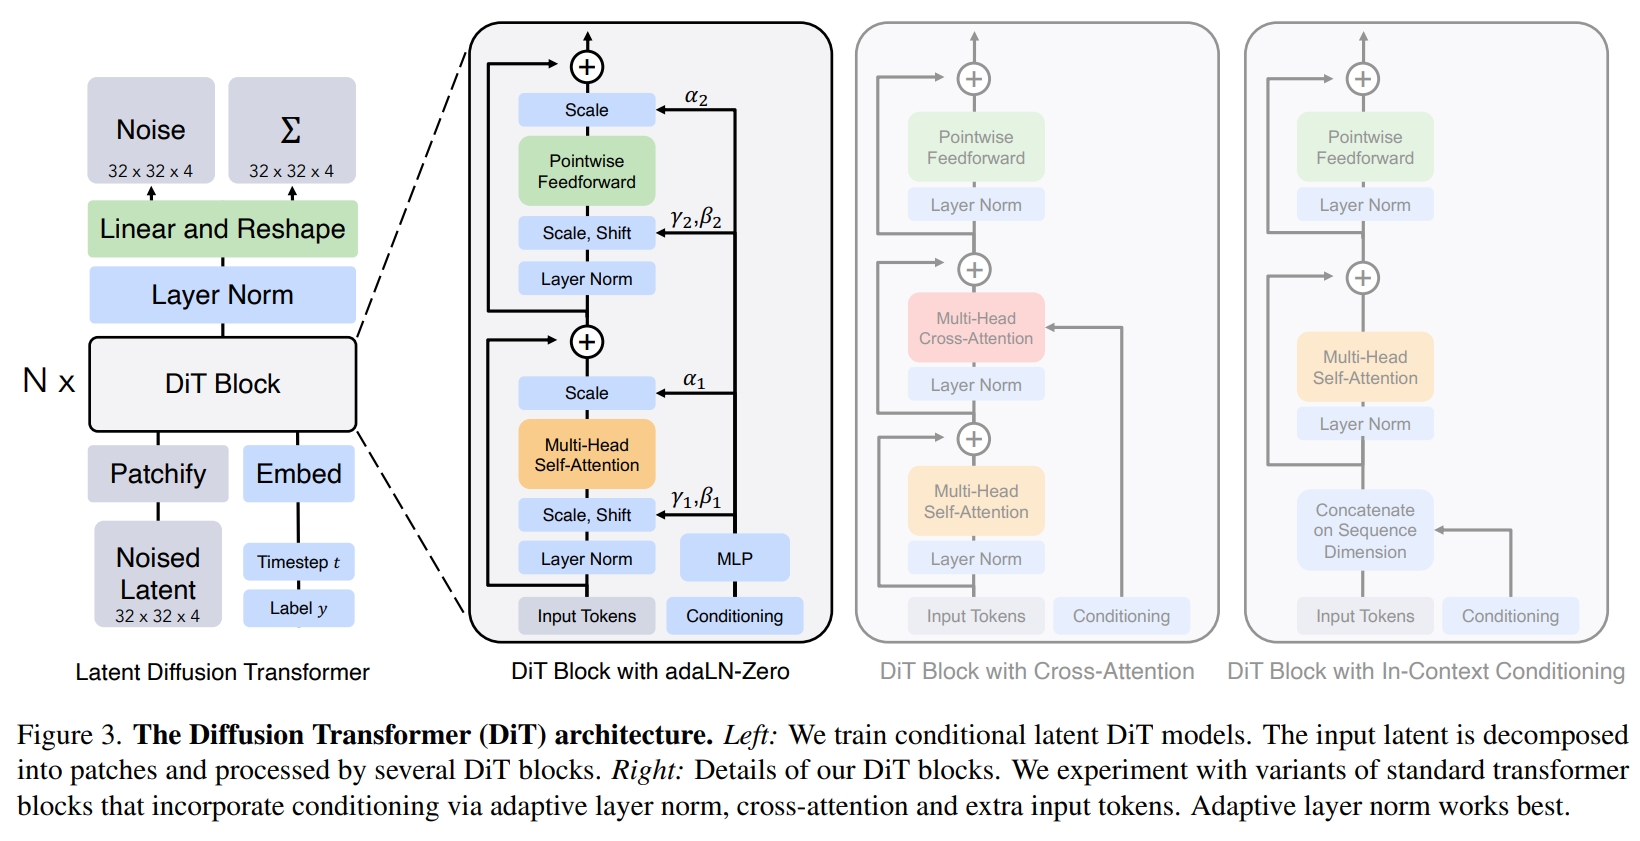 Noise
32 x 32 x 4
Σ
32 x 32 x 4
Linear and Reshape
Layer Norm
N x
DiT Block
Patchify
Embed
Noised
Latent
32 x 32 x 4
Timestep t
Label y
Latent Diffusion Transformer
+
Scale
α₂
Pointwise
Feedforward
γ₂,β₂
Scale, Shift
Layer Norm
+
Scale
α₁
Multi-Head
Self-Attention
γ₁,β₁
Scale, Shift
Layer Norm
MLP
Input Tokens
Conditioning
DiT Block with adaLN-Zero
+
Pointwise
Feedforward
Layer Norm
+
Multi-Head
Cross-Attention
Layer Norm
+
Multi-Head
Self-Attention
Layer Norm
Input Tokens
Conditioning
DiT Block with Cross-Attention
+
Pointwise
Feedforward
Layer Norm
+
Multi-Head
Self-Attention
Layer Norm
Concatenate
on Sequence
Dimension
Input Tokens
Conditioning
DiT Block with In-Context Conditioning
Figure 3. The Diffusion Transformer (DiT) architecture. Left: We train conditional latent DiT models. The input latent is decomposed
into patches and processed by several DiT blocks. Right: Details of our DiT blocks. We experiment with variants of standard transformer
blocks that incorporate conditioning via adaptive layer norm, cross-attention and extra input tokens. Adaptive layer norm works best.